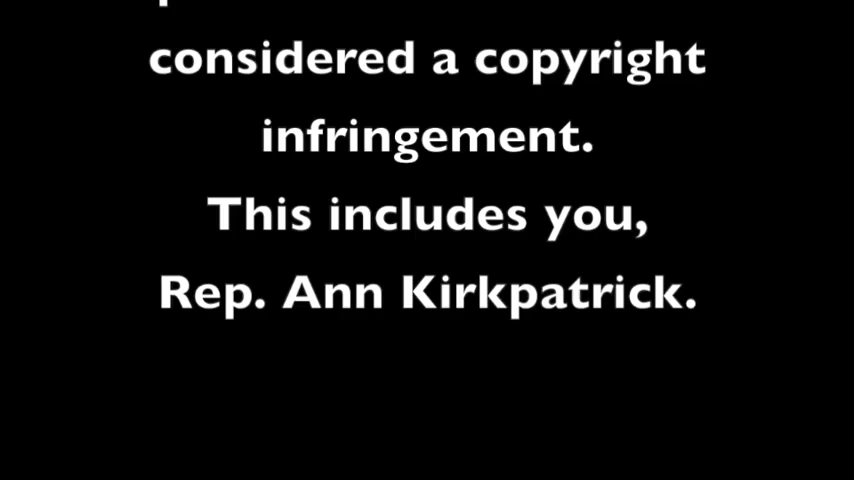 considered a copyright
infringement.
This includes you,
Rep. Ann Kirkpatrick.